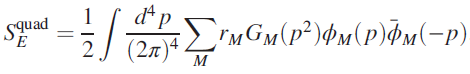 S_E^{quad} = \frac{1}{2} \int \frac{d^4 p}{(2\pi)^4} \sum_M r_M G_M(p^2) \phi_M(p) \bar{\phi}_M(-p)